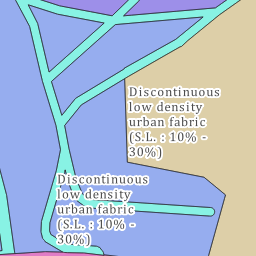 Discontinuous
low density
urban fabric
(S.L. : 10% -
30%)
Discontinuous
low density
urban fabric
(S.L. : 10% -
30%)